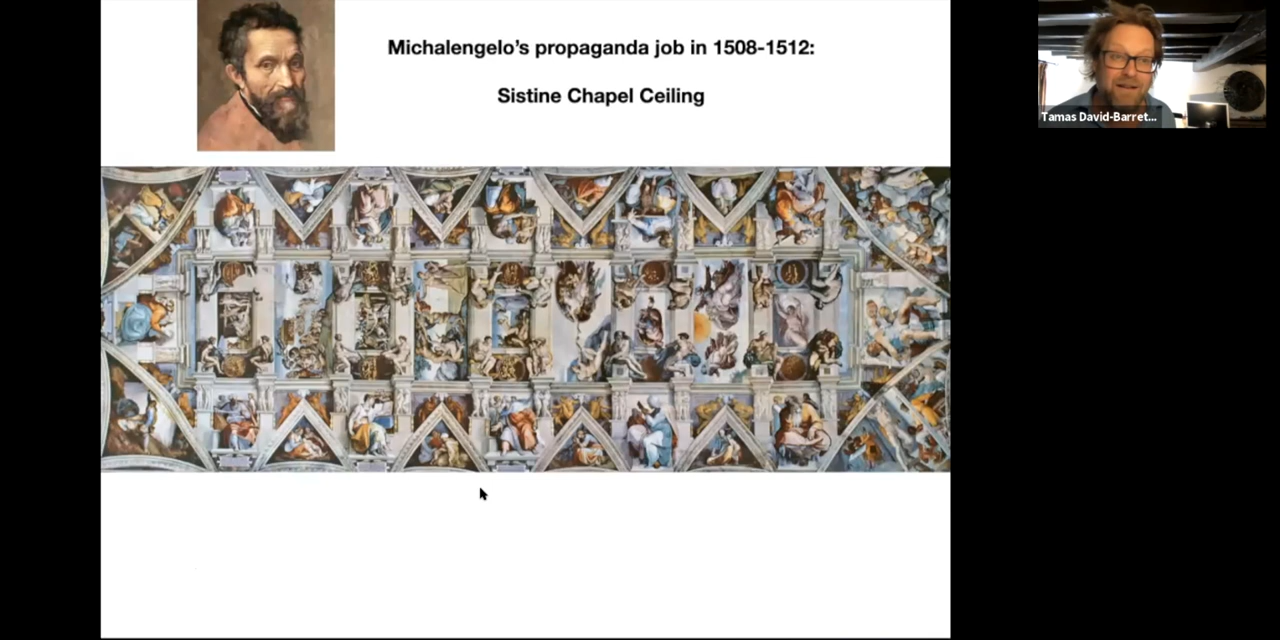 Michalengelo's propaganda job in 1508-1512:
Sistine Chapel Ceiling
Tamas David-Barret...